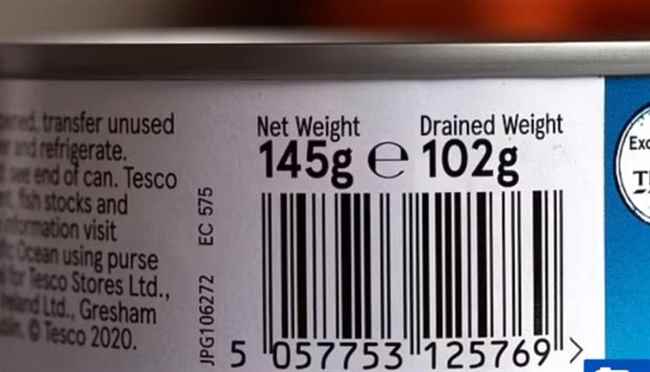 transfer unused
and refrigerate.
see end of can. Tesco
fish stocks and
information visit
Ocean using purse
for Tesco Stores Ltd.,
Ireland Ltd., Gresham
© Tesco 2020.
JPG106272 EC 575
Net Weight Drained Weight
145g ℮ 102g
5 057753 125769 >